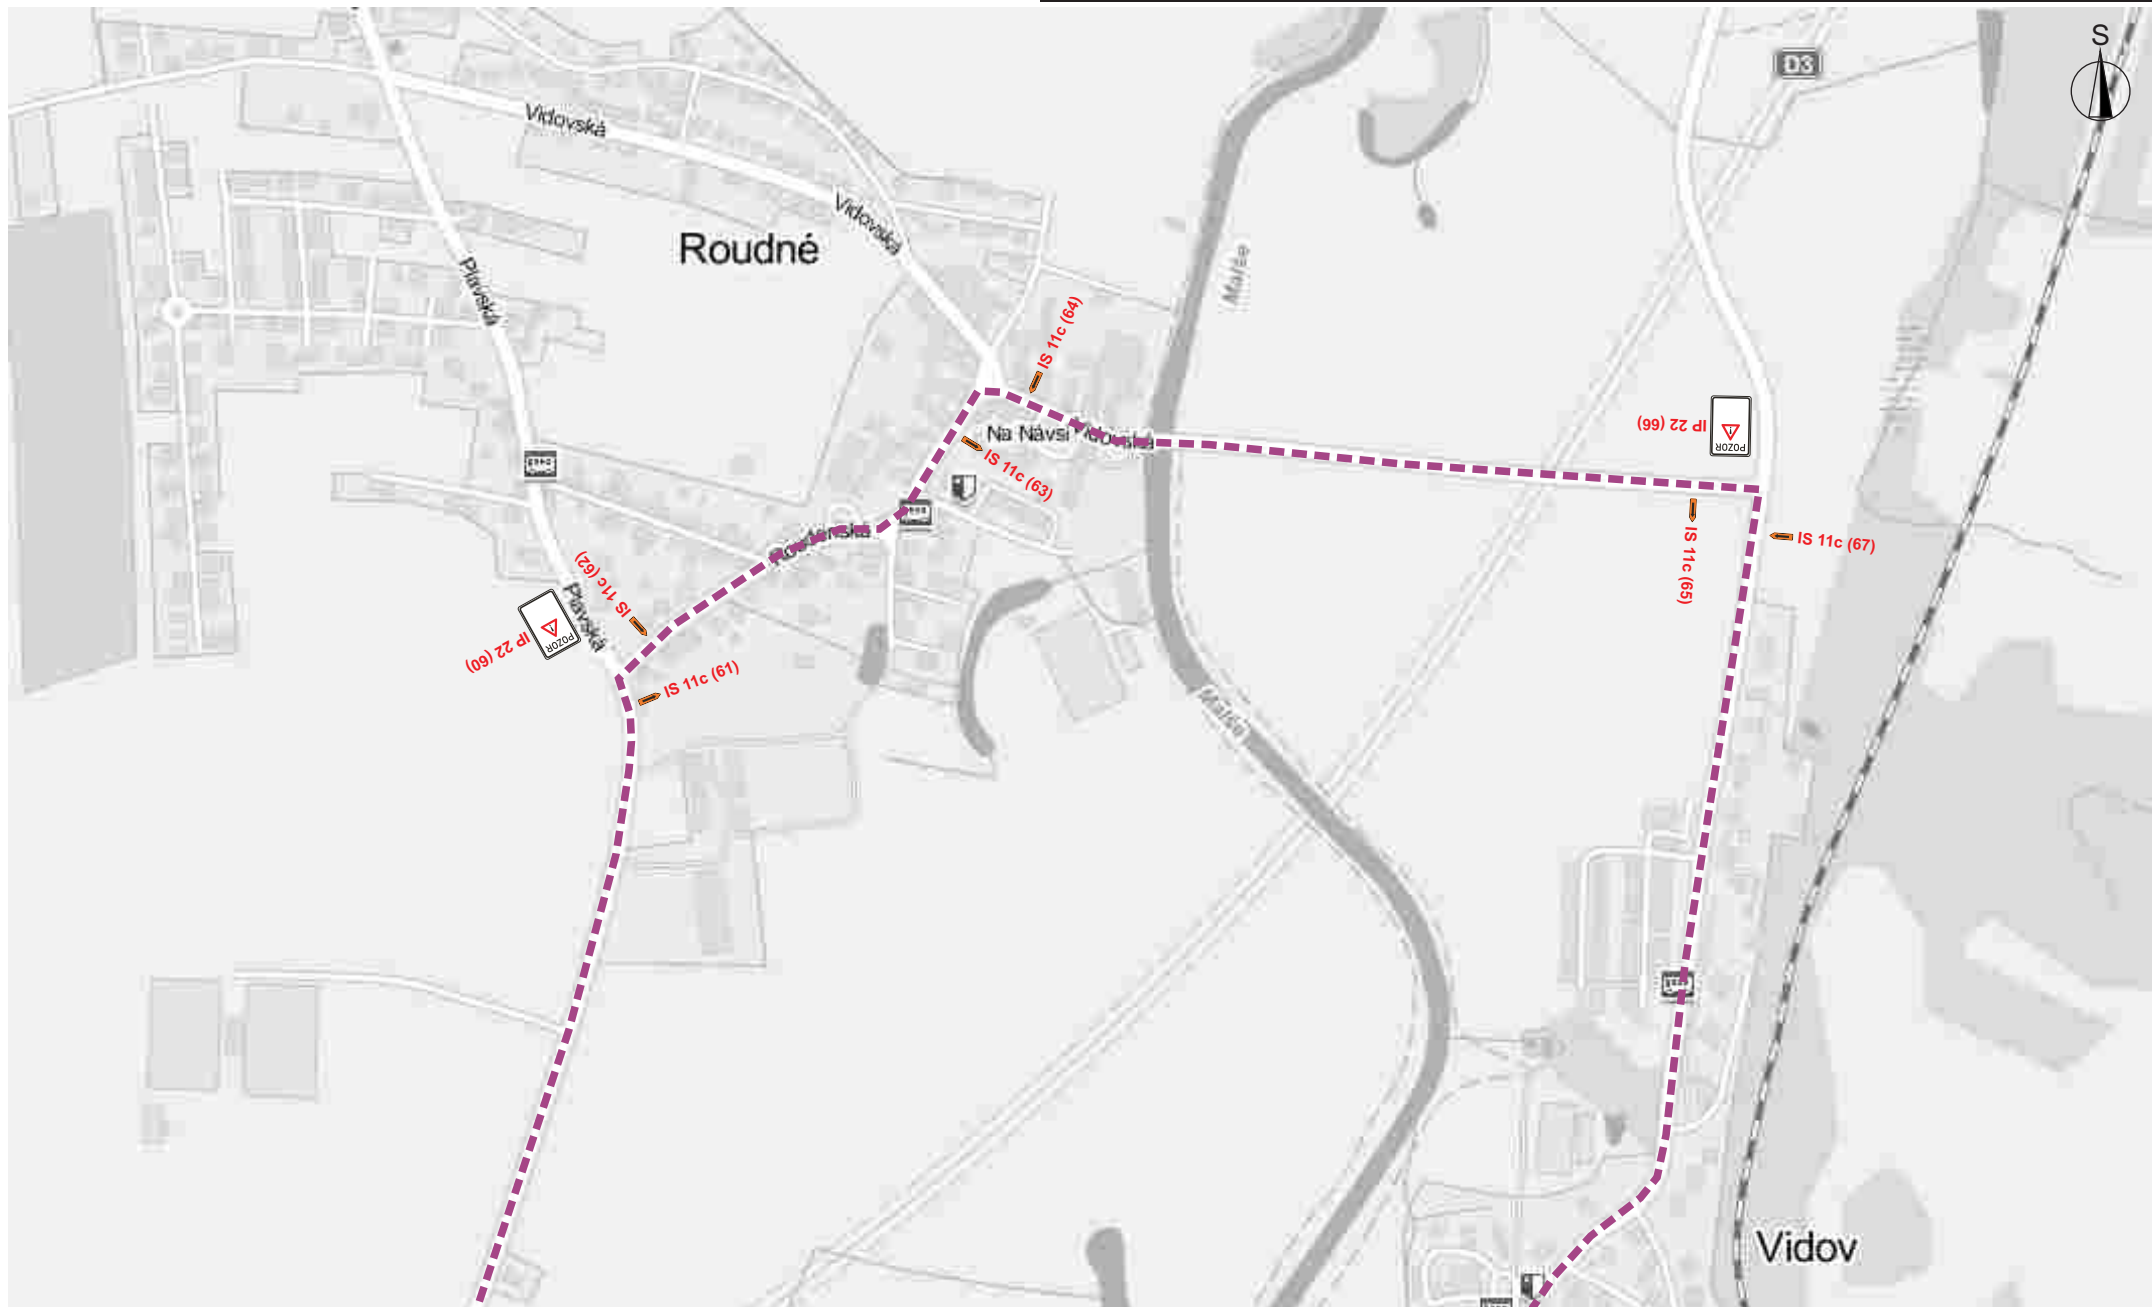 S
D3
Vidovská
Vidovská
Roudné
Plavská
Malše
IS 11c (64)
IP 22 (66)
POZOR
Na Návsi
Vidovská
IS 11c (63)
IS 11c (67)
IS 11c (65)
IS 11c (62)
Plavská
POZOR
IP 22 (60)
IS 11c (61)
Malše
Vidov